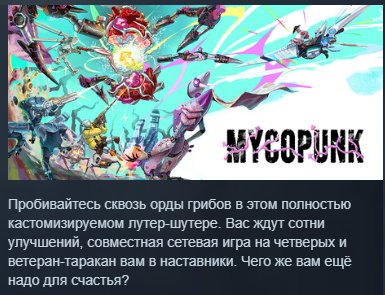 MYCOPUNK
Пробивайтесь сквозь орды грибов в этом полностью
кастомизируемом лутер-шутере. Вас ждут сотни
улучшений, совместная сетевая игра на четверых и
ветеран-таракан вам в наставники. Чего же вам ещё
надо для счастья?